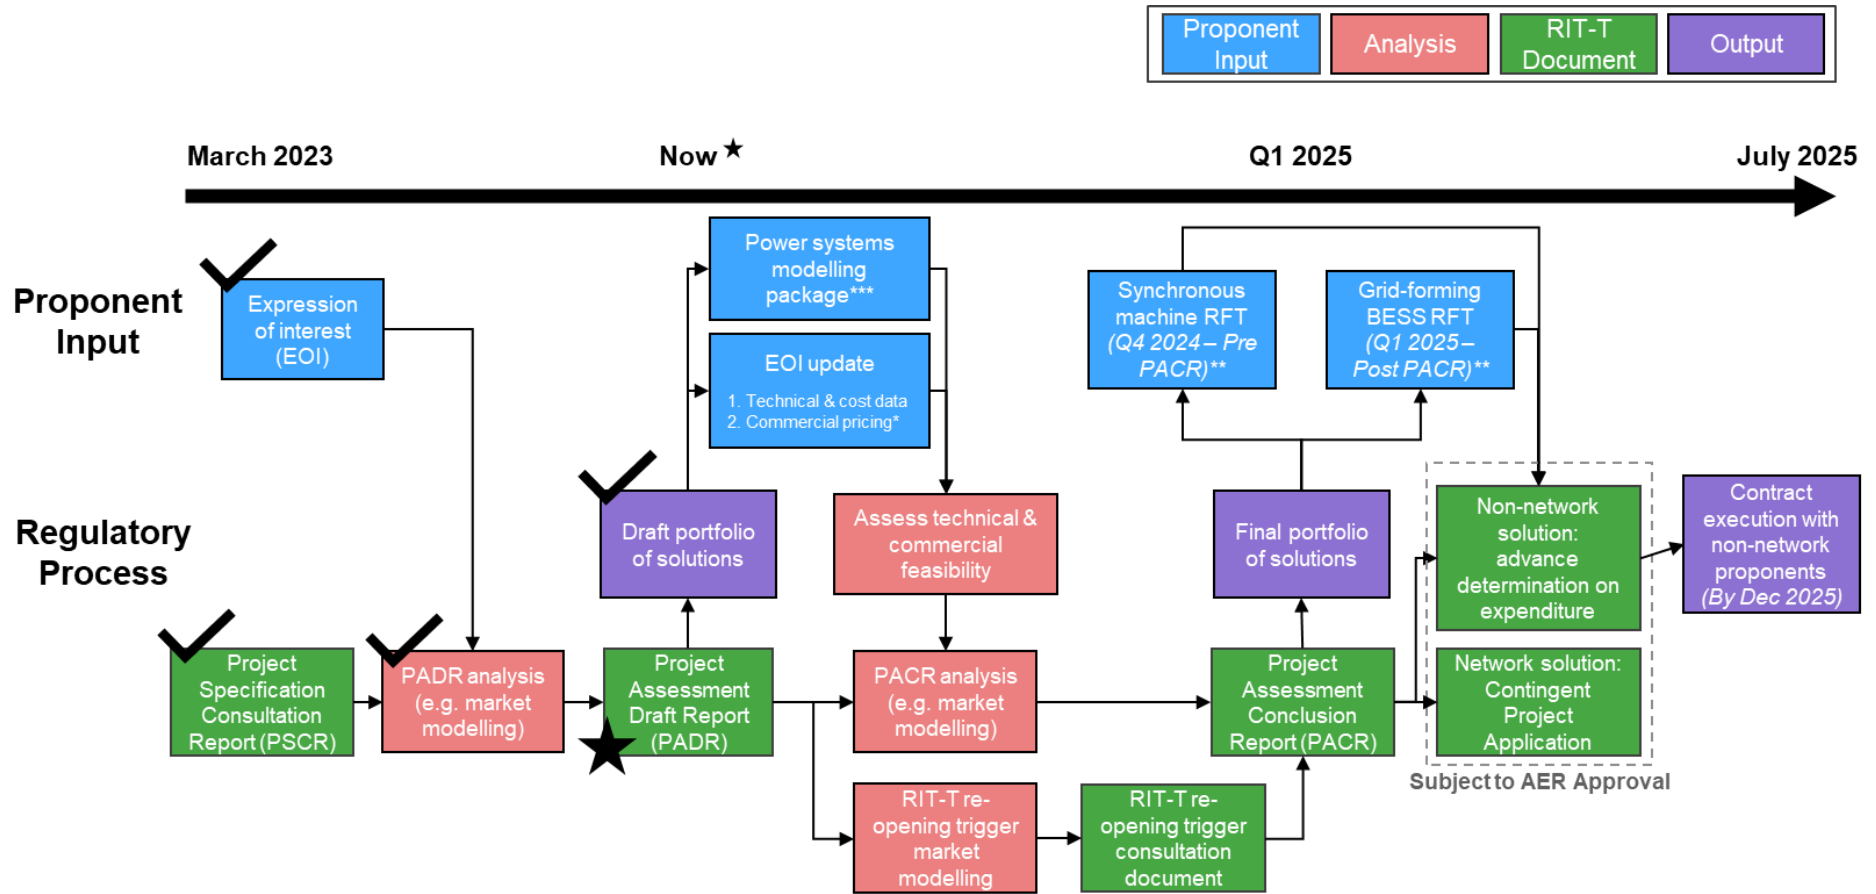 Proponent
Input
Analysis
RIT-T
Document
Output
March 2023
Now ★
Q1 2025
July 2025
Proponent
Input
Expression
of interest
(EOI)
Power systems
modelling
package***
EOI update
1. Technical & cost data
2. Commercial pricing*
Synchronous
machine RFT
(Q4 2024 – Pre
PACR)**
Grid-forming
BESS RFT
(Q1 2025 –
Post PACR)**
Regulatory
Process
Draft portfolio
of solutions
Assess technical &
commercial
feasibility
Final portfolio
of solutions
Non-network
solution:
advance
determination on
expenditure
Contract
execution with
non-network
proponents
(By Dec 2025)
Project
Specification
Consultation
Report (PSCR)
PADR analysis
(e.g. market
modelling)
Project
Assessment
Draft Report
(PADR)
PACR analysis
(e.g. market
modelling)
Project
Assessment
Conclusion
Report (PACR)
Network solution:
Contingent
Project
Application
Subject to AER Approval
RIT-T re-
opening trigger
market
modelling
RIT-T re-
opening trigger
consultation
document